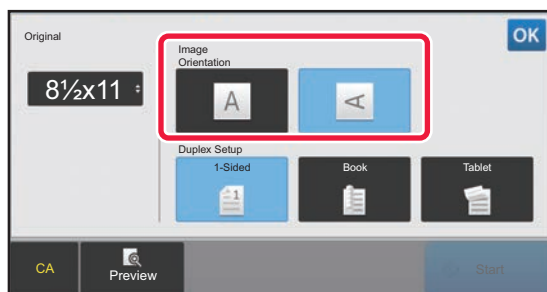 Original
OK
Image
Orientation
8½x11
A
A
Duplex Setup
1-Sided
Book
Tablet
1
CA
Preview
Start